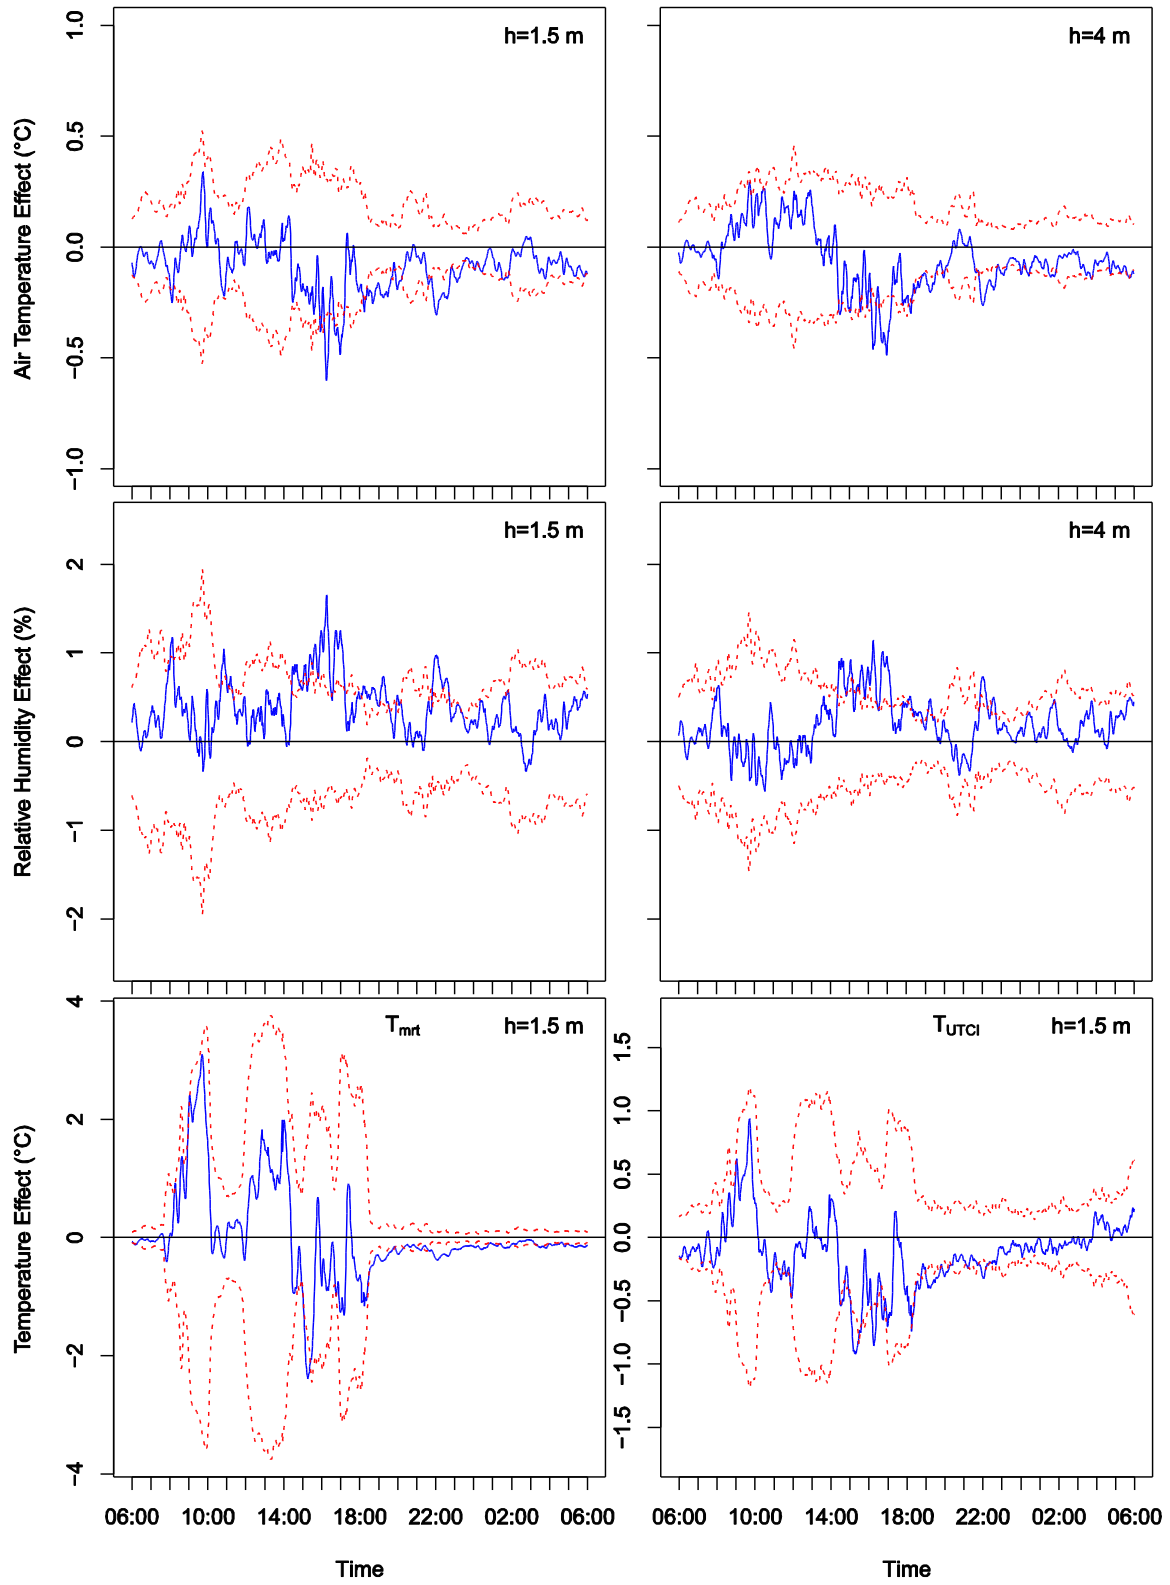 h=1.5 m
h=4 m
Air Temperature Effect (°C)
1.0
0.5
0.0
−0.5
−1.0
h=1.5 m
h=4 m
Relative Humidity Effect (%)
2
1
0
−1
−2
Tmrt h=1.5 m
TUTCI h=1.5 m
Temperature Effect (°C)
4
2
0
−2
−4
1.5
1.0
0.5
0.0
−0.5
−1.0
−1.5
06:00 10:00 14:00 18:00 22:00 02:00 06:00
06:00 10:00 14:00 18:00 22:00 02:00 06:00
Time
Time